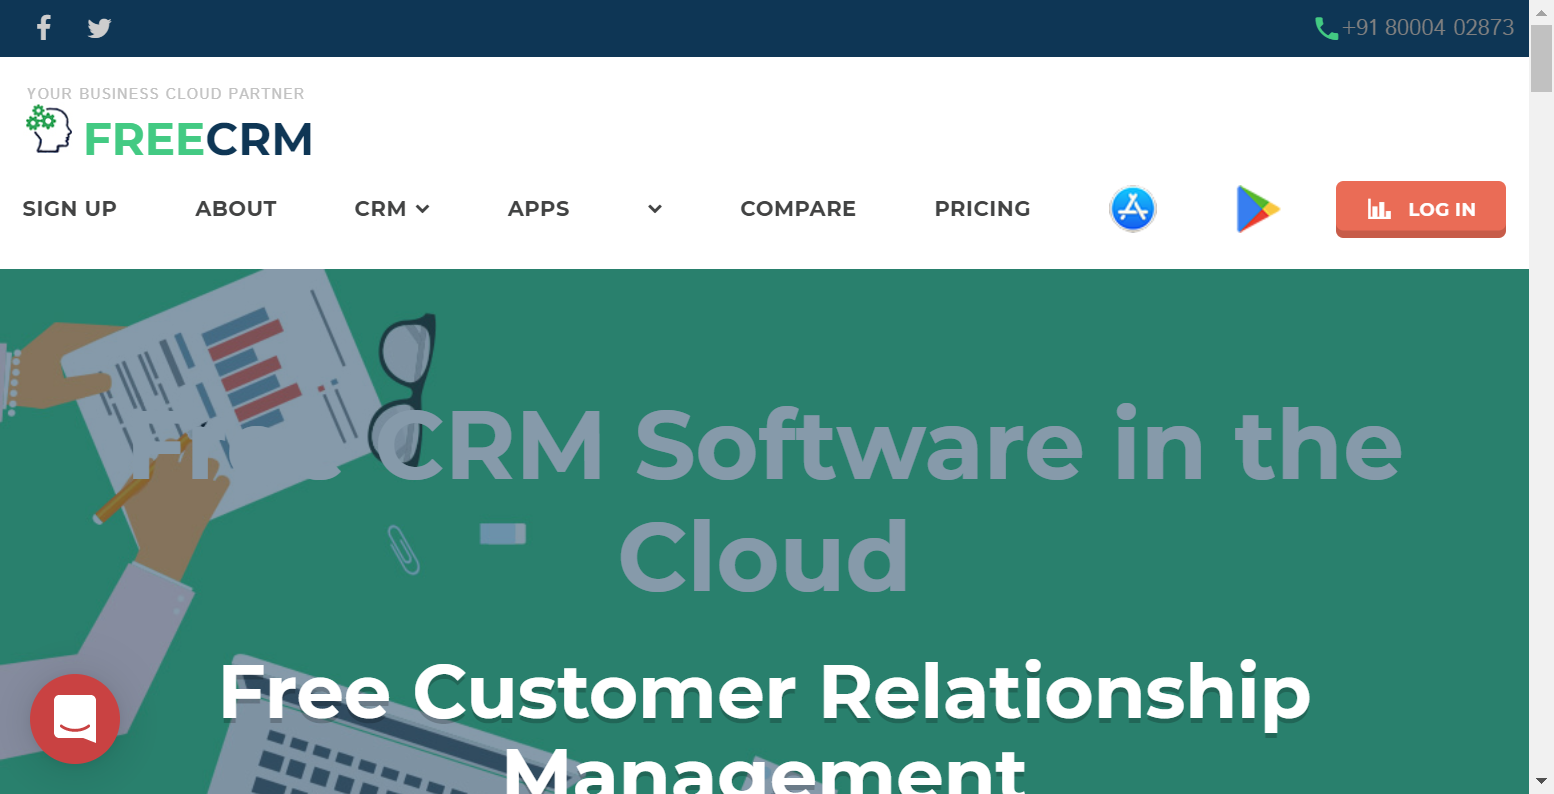 +91 80004 02873
YOUR BUSINESS CLOUD PARTNER
FREECRM
SIGN UP ABOUT CRM APPS COMPARE PRICING LOG IN
Free CRM Software in the
Cloud
Free Customer Relationship
Management